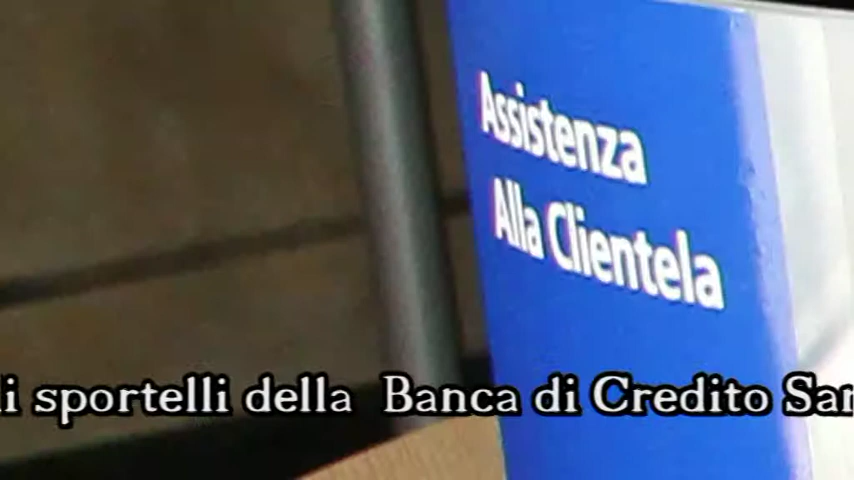 Assistenza
Alla Clientela
sportelli della Banca di Credito